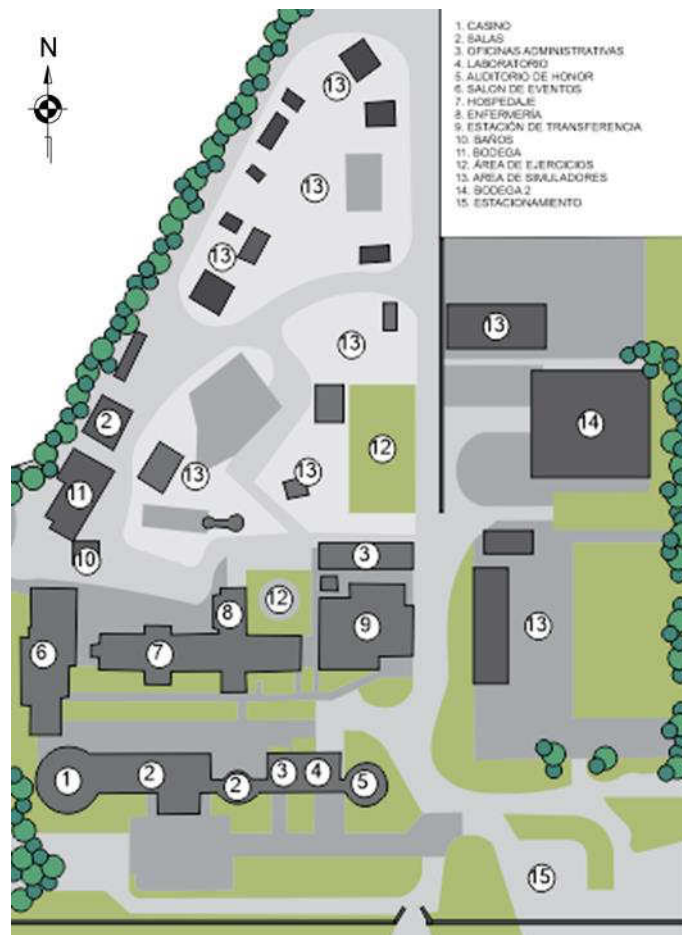 N
1. CASINO
2. SALAS
3. OFICINAS ADMINISTRATIVAS
4. LABORATORIO
5. AUDITORIO DE HONOR
6. SALON DE EVENTOS
7. HOSPEDAJE
8. ENFERMERÍA
9. ESTACIÓN DE TRANSFERENCIA
10. BAÑOS
11. BODEGA
12. ÁREA DE EJERCICIOS
13. AREA DE SIMULADORES
14. BODEGA 2
15. ESTACIONAMIENTO
13
13
13
13
13
2
14
12
13
13
11
10
3
12
8
9
13
6
7
1
2
2
3
4
5
15